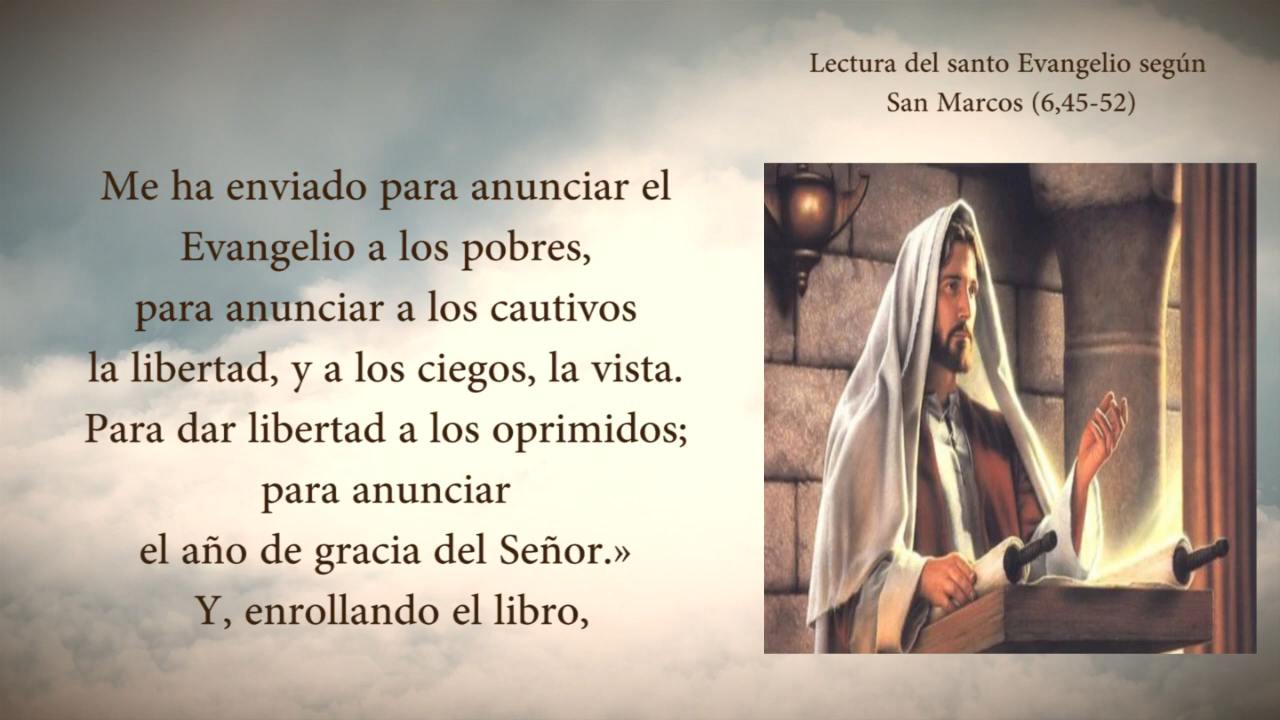 Lectura del santo Evangelio según
San Marcos (6,45-52)
Me ha enviado para anunciar el
Evangelio a los pobres,
para anunciar a los cautivos
la libertad, y a los ciegos, la vista.
Para dar libertad a los oprimidos;
para anunciar
el año de gracia del Señor.»
Y, enrollando el libro,